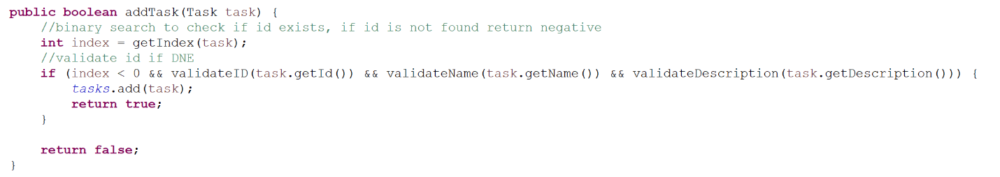 public boolean addTask(Task task) {
    //binary search to check if id exists, if id is not found return negative
    int index = getIndex(task);
    //validate id if DNE
    if (index < 0 && validateID(task.getId()) && validateName(task.getName()) && validateDescription(task.getDescription())) {
        tasks.add(task);
        return true;
    }

    return false;
}